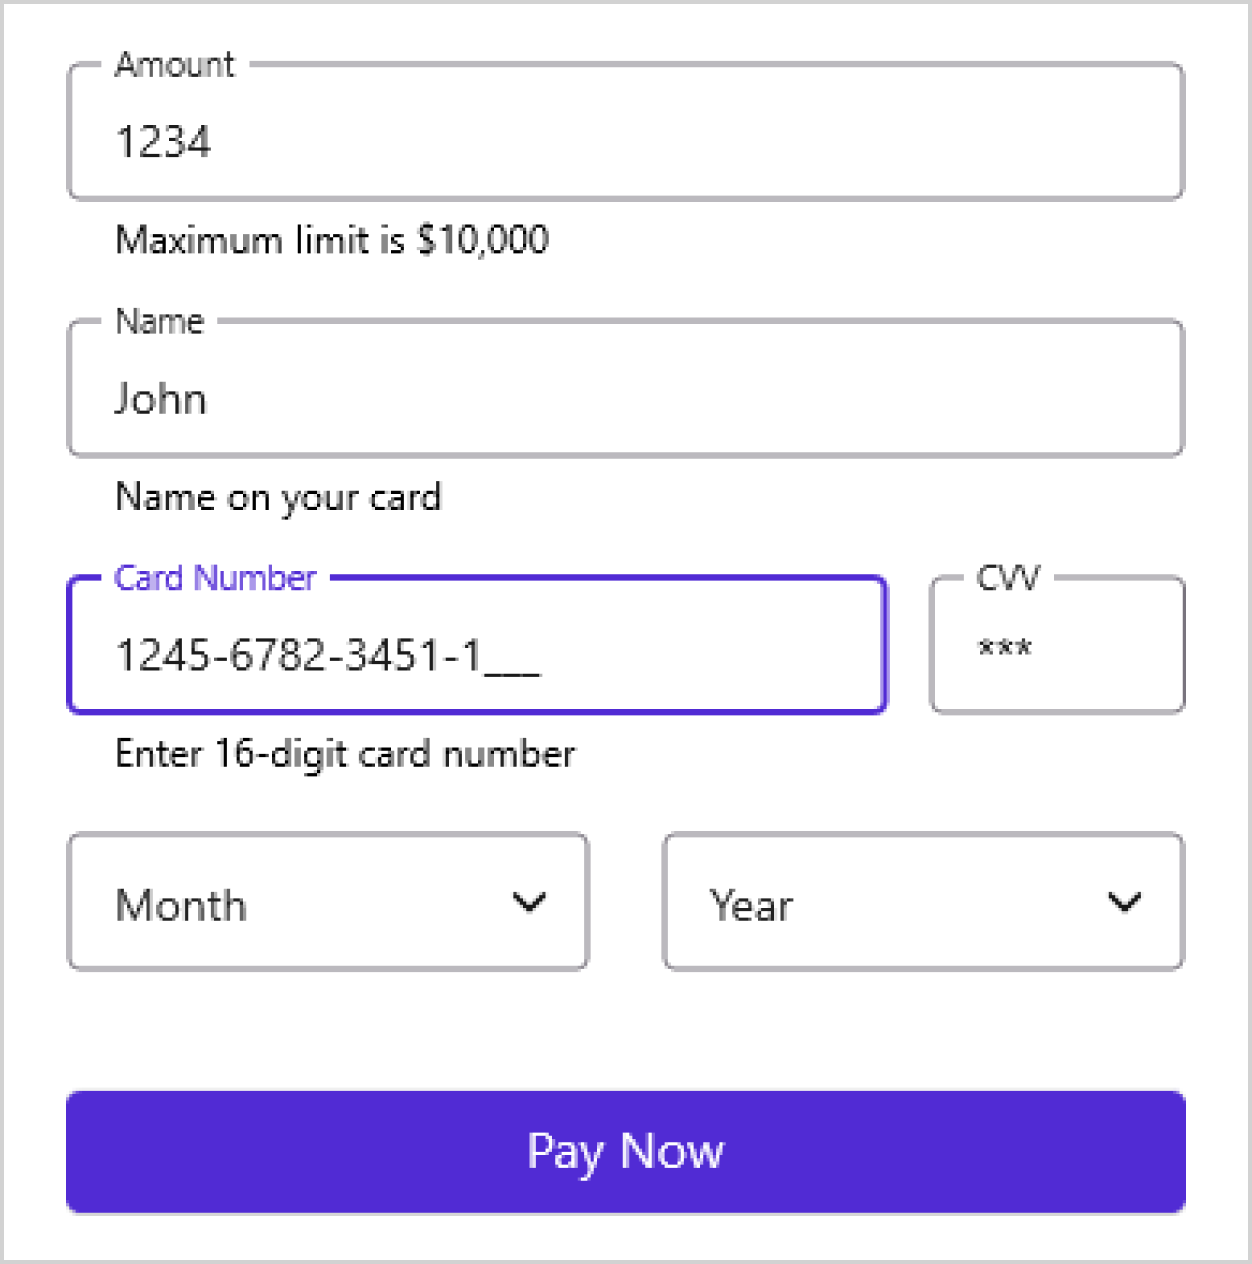 Amount
1234
Maximum limit is $10,000
Name
John
Name on your card
Card Number
1245-6782-3451-1___
Enter 16-digit card number
CVV
***
Month
Year
Pay Now